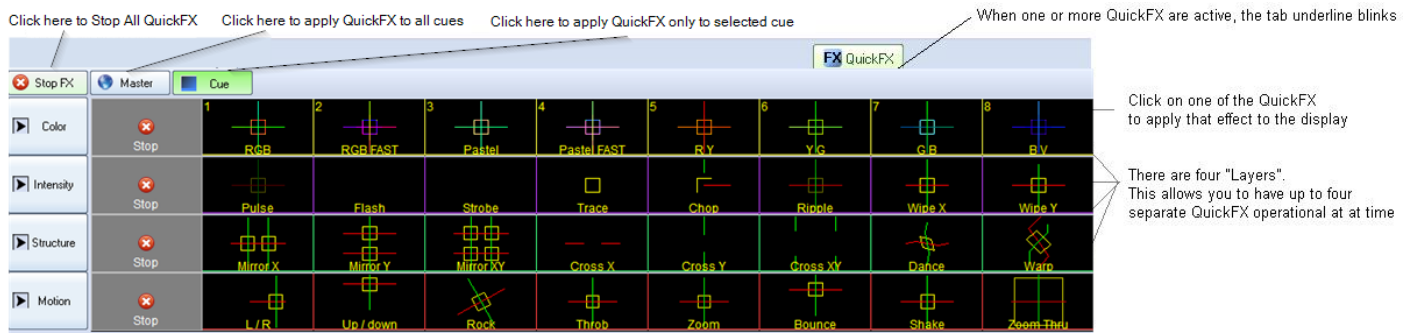 Click here to Stop All QuickFX
Click here to apply QuickFX to all cues
Click here to apply QuickFX only to selected cue
When one or more QuickFX are active, the tab underline blinks
FX QuickFX
Stop FX
Master
Cue
1
2
3
4
5
6
7
8
Color
Stop
RGB
RGB FAST
Pastel
Pastel FAST
R Y
Y G
G B
B V
Click on one of the QuickFX
to apply that effect to the display
Intensity
Stop
Pulse
Flash
Strobe
Trace
Chop
Ripple
Wipe X
Wipe Y
There are four "Layers".
This allows you to have up to four
separate QuickFX operational at at time
Structure
Stop
Mirror X
Mirror Y
Mirror XY
Cross X
Cross Y
Cross XY
Dance
Warp
Motion
Stop
L / R
Up / down
Rock
Throb
Zoom
Bounce
Shake
Zoom Thru